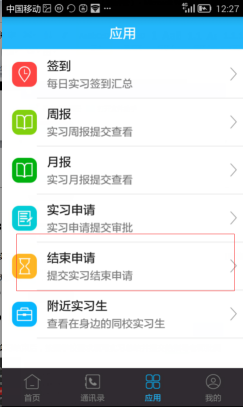 中国移动 12:27
应用
签到
每日实习签到汇总
周报
实习周报提交查看
月报
实习月报提交查看
实习申请
实习申请提交审批
结束申请
提交实习结束申请
附近实习生
查看在身边的同校实习生
首页 通讯录 应用 我的